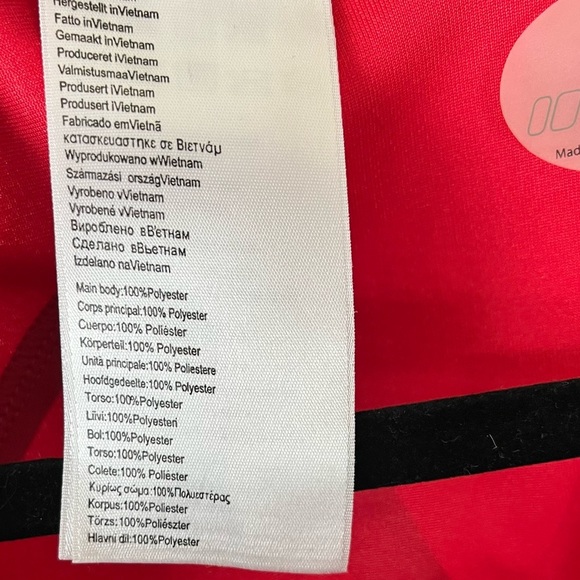 Hergestellt inVietnam
Fatto inVietnam
Gemaakt inVietnam
Produceret iVietnam
ValmistusmaaVietnam
Produsert iVietnam
Produsert iVietnam
Fabricado emVietnã
κατασκευαστηκε σε Βιετνάμ
Wyprodukowano wWietnam
Származási országVietnam
Vyrobeno vVietnam
Vyrobené vVietnam
Вироблено вВ'єтнам
Сделано вВьетнам
Izdelano naVietnam
Main body:100%Polyester
Corps principal:100% Polyester
Cuerpo:100% Poliéster
Körperteil:100% Polyester
Unità principale:100% Poliestere
Hoofdgedeelte:100% Polyester
Torso:100%Polyester
Liivi:100%Polyesteri
Bol:100%Polyester
Torso:100%Polyester
Colete:100% Poliéster
Κυρίως σώμα:100%Πολυεστέρας
Korpus:100%Polyester
Törzs:100%Poliészter
Hlavní díl:100%Polyester
Mad